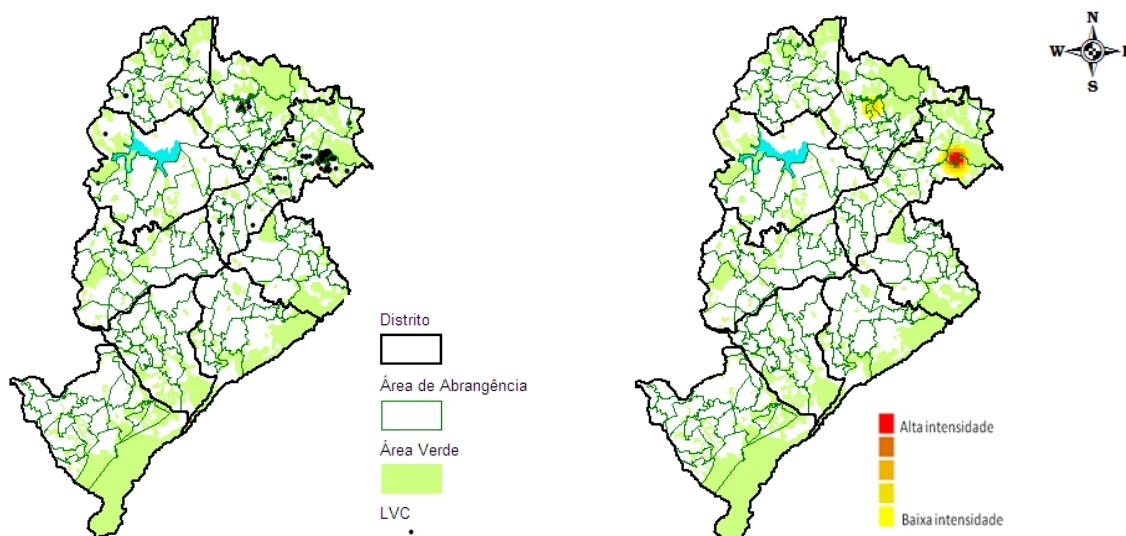 N
W
E
S
Distrito
Área de Abrangência
Área Verde
LVC
Alta intensidade
Baixa intensidade